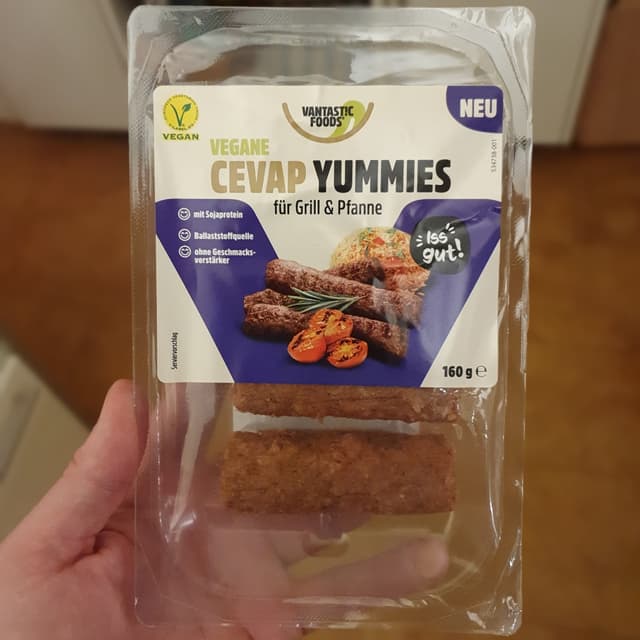 VANTASTIC
FOODS
NEU
VEGAN
VEGANE
CEVAP YUMMIES
für Grill & Pfanne
mit Sojaprotein
Ballaststoffquelle
ohne Geschmacks-
verstärker
Iss
gut!
Serviervorschlag
160 g ℮